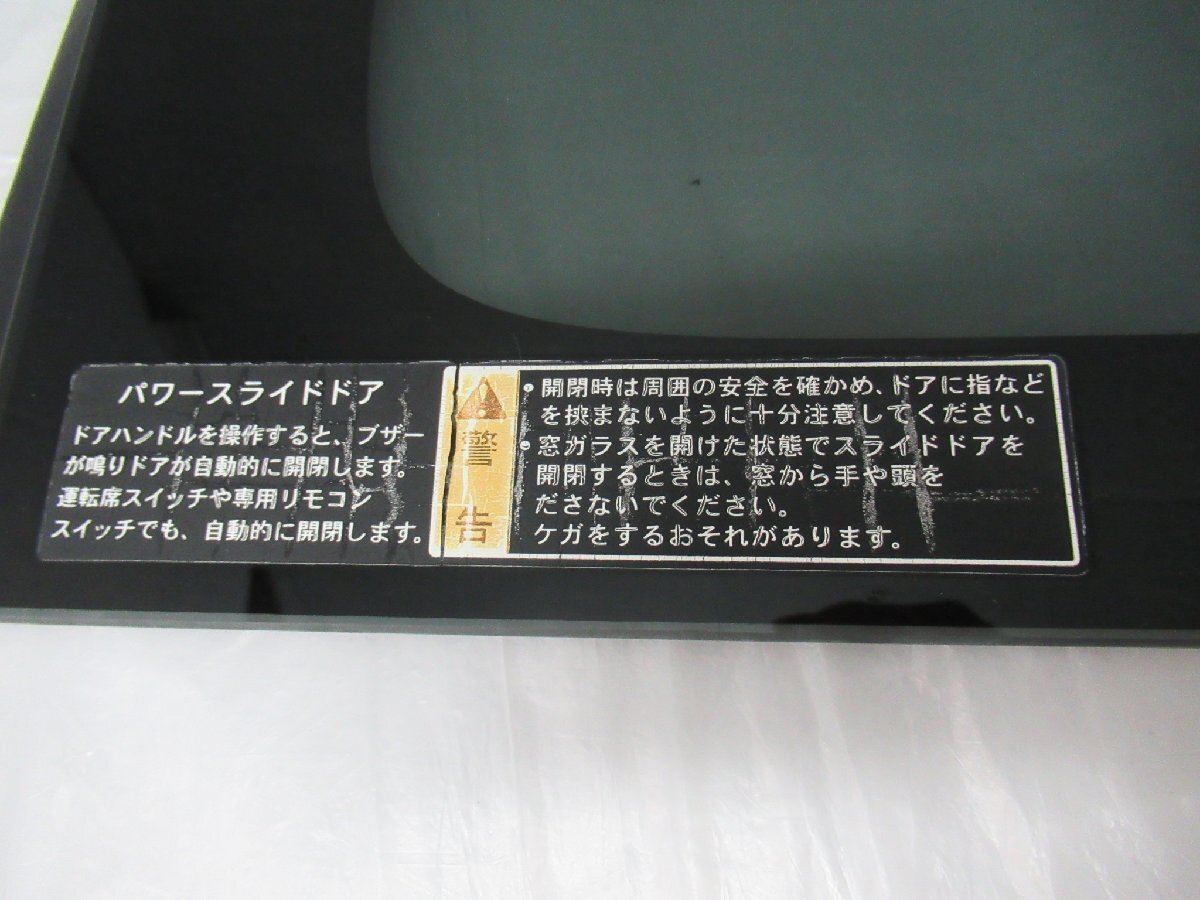 パワースライドドア
ドアハンドルを操作すると、ブザー
が鳴りドアが自動的に開閉します。
運転席スイッチや専用リモコン
スイッチでも、自動的に開閉します。
警
告
•開閉時は周囲の安全を確かめ、ドアに指など
を挟まないように十分注意してください。
•窓ガラスを開けた状態でスライドドアを
開閉するときは、窓から手や頭を
ださないでください。
ケガをするおそれがあります。